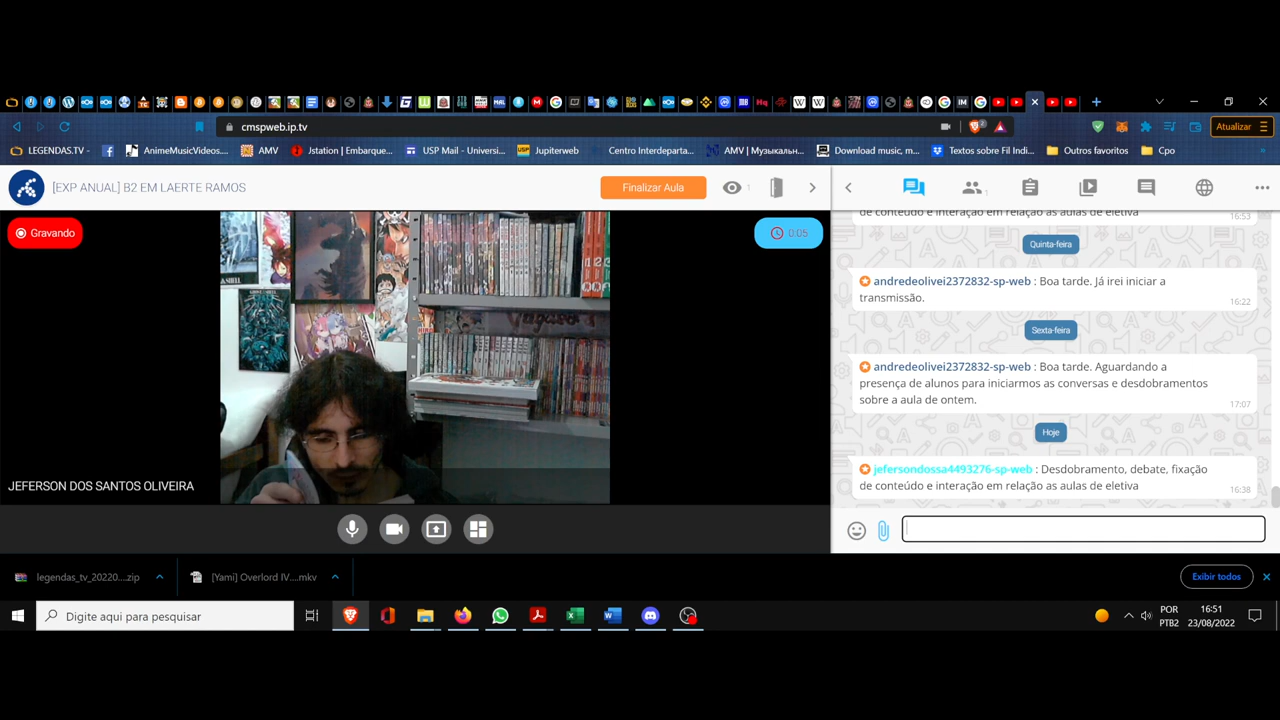 cmspweb.ip.tv
Atualizar
LEGENDAS.TV
AnimeMusicVideos...
AMV
Jstation | Embarque...
USP Mail - Universi...
Jupiterweb
Centro Interdeparta...
AMV | Музыкальн...
Download music, m...
Textos sobre Fil Indi...
Outros favoritos
Cpo
[EXP ANUAL] B2 EM LAERTE RAMOS
Finalizar Aula
1
1
Gravando
0:05
JEFERSON DOS SANTOS OLIVEIRA
de conteúdo e interação em relação as aulas de eletiva
16:53
Quinta-feira
andredeolivei2372832-sp-web : Boa tarde. Já irei iniciar a
transmissão.
16:22
Sexta-feira
andredeolivei2372832-sp-web : Boa tarde. Aguardando a
presença de alunos para iniciarmos as conversas e desdobramentos
sobre a aula de ontem.
17:07
Hoje
jefersondossa4493276-sp-web : Desdobramento, debate, fixação
de conteúdo e interação em relação as aulas de eletiva
16:38
legendas_tv_20220....zip
[Yami] Overlord IV....mkv
Exibir todos
Digite aqui para pesquisar
POR
PTB2
16:51
23/08/2022